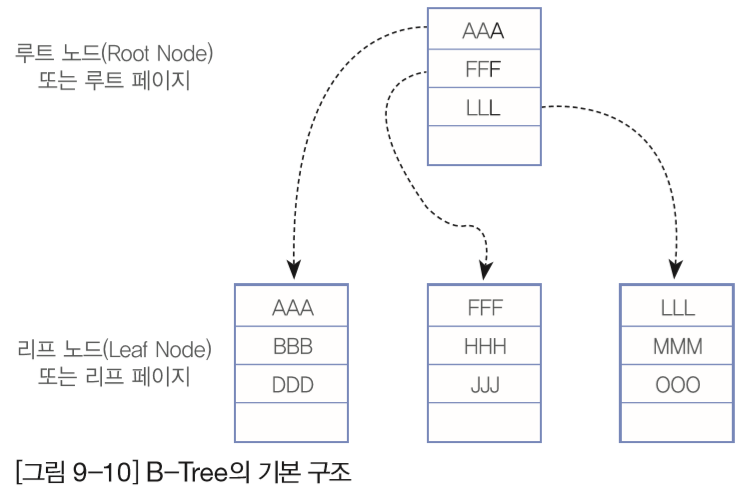 루트 노드(Root Node)
또는 루트 페이지
AAA
FFF
LLL
리프 노드(Leaf Node)
또는 리프 페이지
AAA
BBB
DDD
FFF
HHH
JJJ
LLL
MMM
OOO
[그림 9-10] B-Tree의 기본 구조